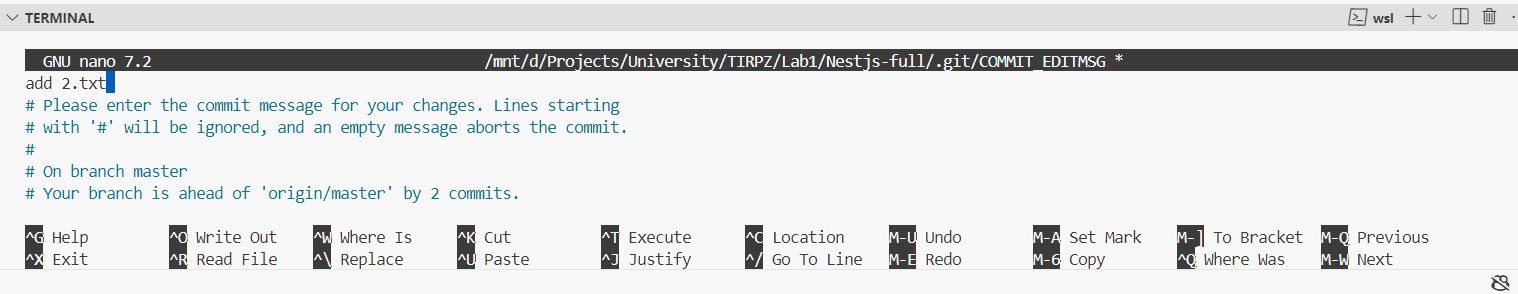 TERMINAL
wsl
GNU nano 7.2 /mnt/d/Projects/University/TIRPZ/Lab1/Nestjs-full/.git/COMMIT_EDITMSG *
add 2.txt
# Please enter the commit message for your changes. Lines starting
# with '#' will be ignored, and an empty message aborts the commit.
#
# On branch master
# Your branch is ahead of 'origin/master' by 2 commits.
^G Help ^O Write Out ^W Where Is ^K Cut ^T Execute ^C Location M-U Undo M-A Set Mark M-] To Bracket M-Q Previous
^X Exit ^R Read File ^\ Replace ^U Paste ^J Justify ^/ Go To Line M-E Redo M-6 Copy ^Q Where Was M-W Next